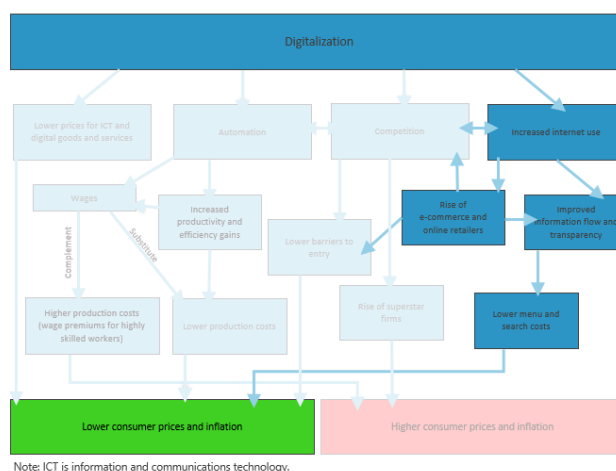 Digitalization
Lower prices for ICT and
digital goods and services
Automation
Competition
Increased internet use
Wages
Increased
productivity and
efficiency gains
Lower barriers to
entry
Rise of
e-commerce and
online retailers
Improved
information flow and
transparency
Complement
Substitute
Higher production costs
(wage premiums for highly
skilled workers)
Lower production costs
Rise of superstar
firms
Lower menu and
search costs
Lower consumer prices and inflation
Higher consumer prices and inflation
Note: ICT is information and communications technology.